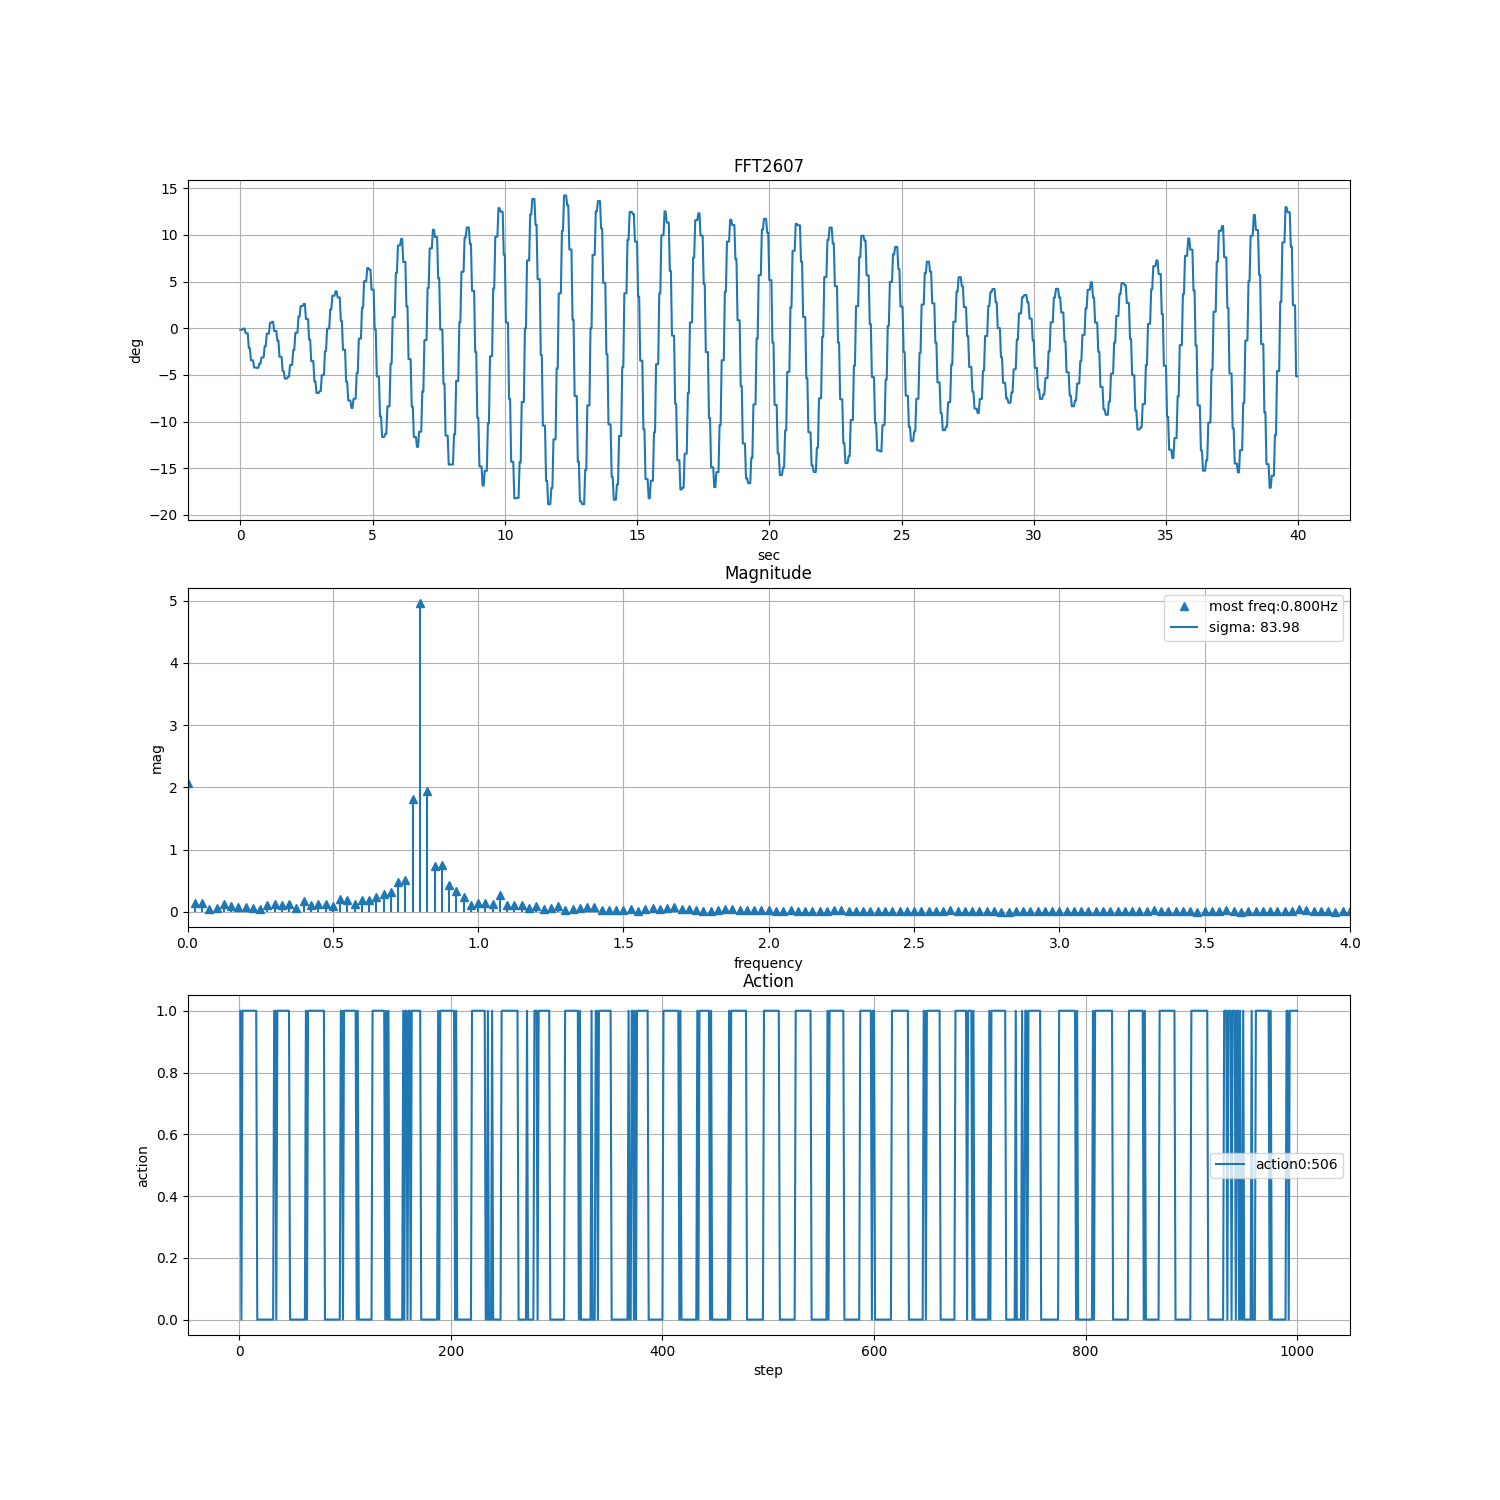 FFT2607
15
10
5
0
−5
−10
−15
−20
deg
0 5 10 15 20 25 30 35 40
sec
Magnitude
5
4
3
2
1
0
mag
most freq:0.800Hz
sigma: 83.98
0.0 0.5 1.0 1.5 2.0 2.5 3.0 3.5 4.0
frequency
Action
1.0
0.8
0.6
0.4
0.2
0.0
action
action0:506
0 200 400 600 800 1000
step